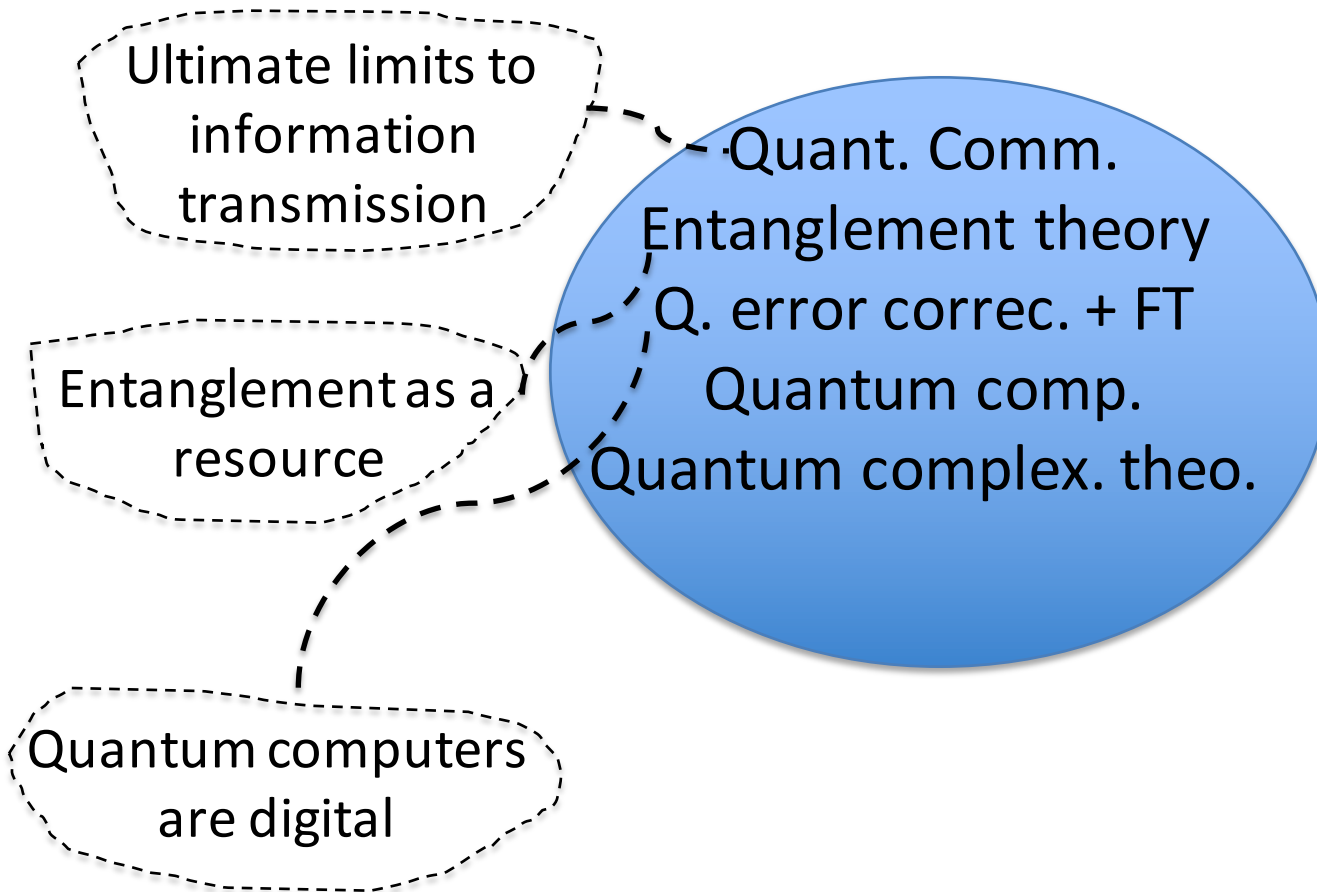 Ultimate limits to
information
transmission
Quant. Comm.
Entanglement theory
Q. error correc. + FT
Quantum comp.
Quantum complex. theo.
Entanglement as a
resource
Quantum computers
are digital